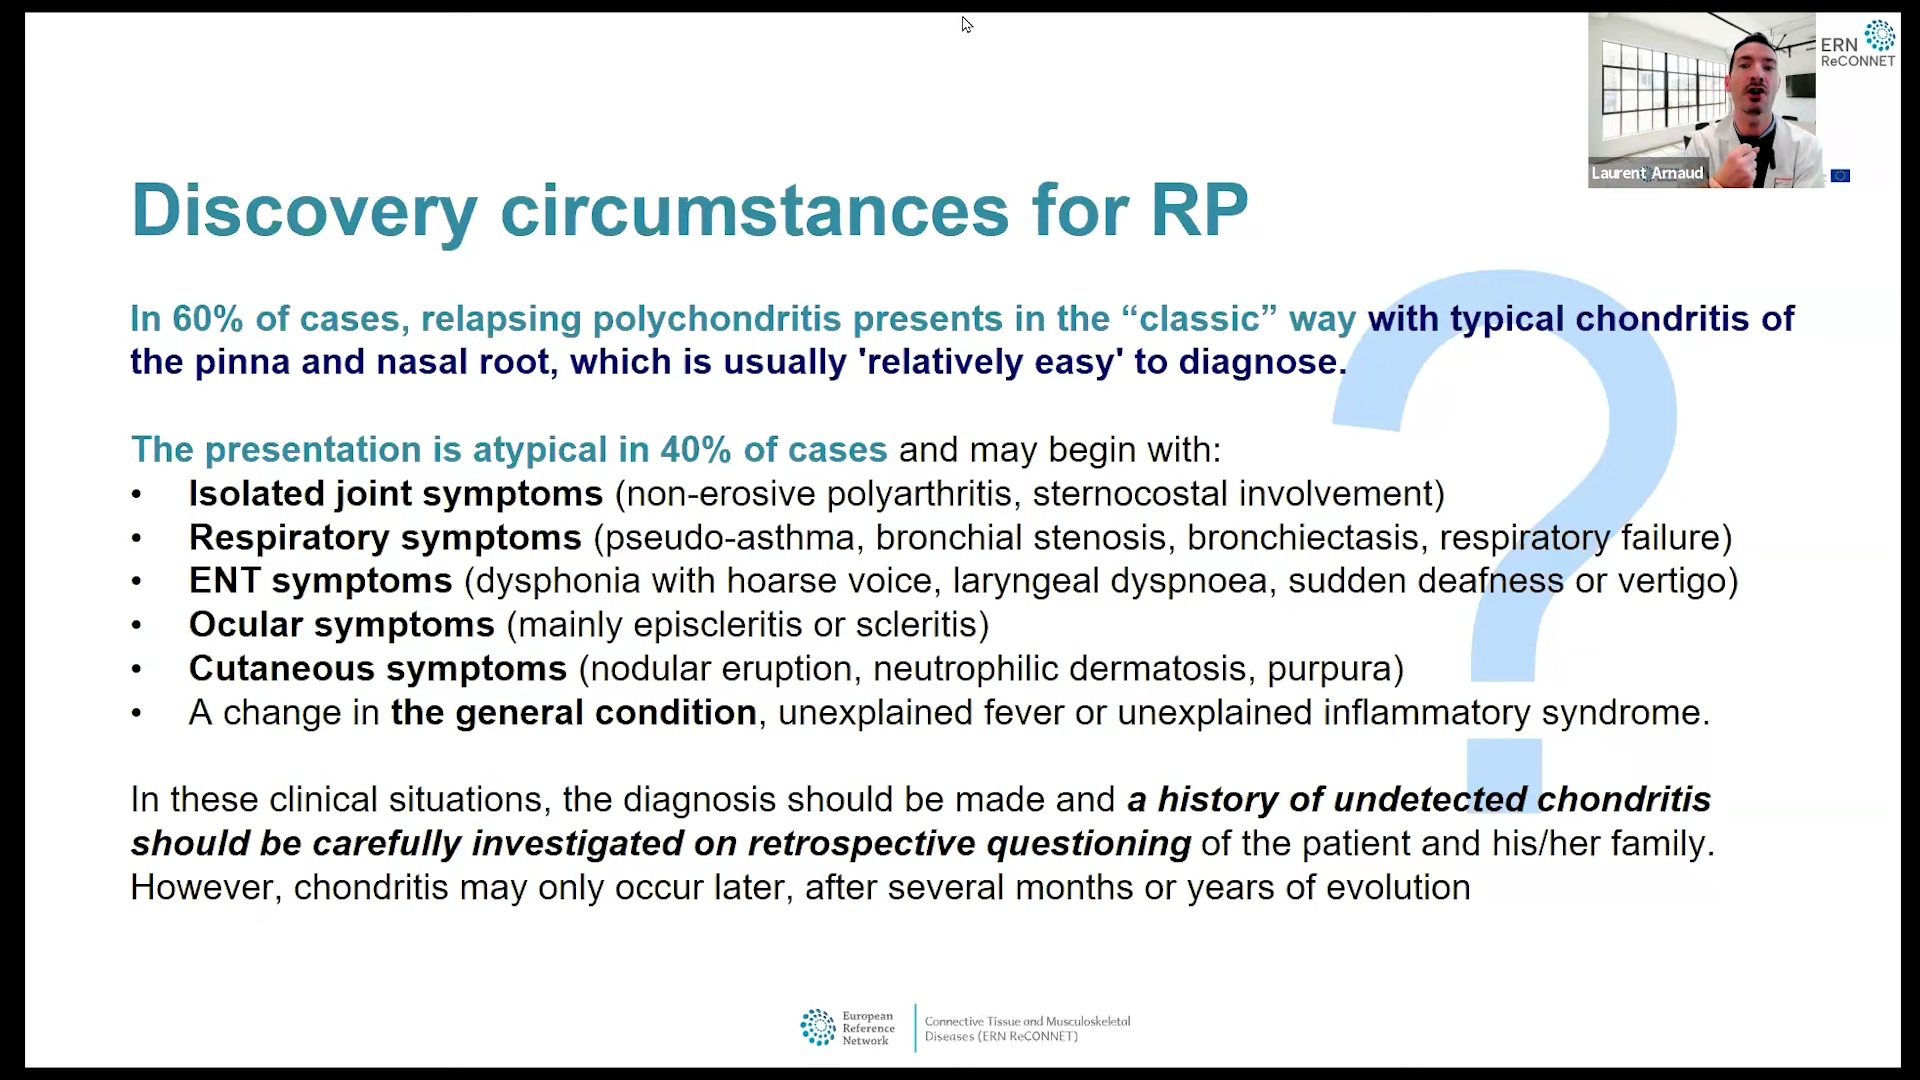 ERN
ReCONNET
Laurent Arnaud
Discovery circumstances for RP
In 60% of cases, relapsing polychondritis presents in the “classic” way with typical chondritis of
the pinna and nasal root, which is usually 'relatively easy' to diagnose.
The presentation is atypical in 40% of cases and may begin with:
• Isolated joint symptoms (non-erosive polyarthritis, sternocostal involvement)
• Respiratory symptoms (pseudo-asthma, bronchial stenosis, bronchiectasis, respiratory failure)
• ENT symptoms (dysphonia with hoarse voice, laryngeal dyspnoea, sudden deafness or vertigo)
• Ocular symptoms (mainly episcleritis or scleritis)
• Cutaneous symptoms (nodular eruption, neutrophilic dermatosis, purpura)
• A change in the general condition, unexplained fever or unexplained inflammatory syndrome.
In these clinical situations, the diagnosis should be made and a history of undetected chondritis
should be carefully investigated on retrospective questioning of the patient and his/her family.
However, chondritis may only occur later, after several months or years of evolution
?
European
Reference
Network
Connective Tissue and Musculoskeletal
Diseases (ERN ReCONNET)